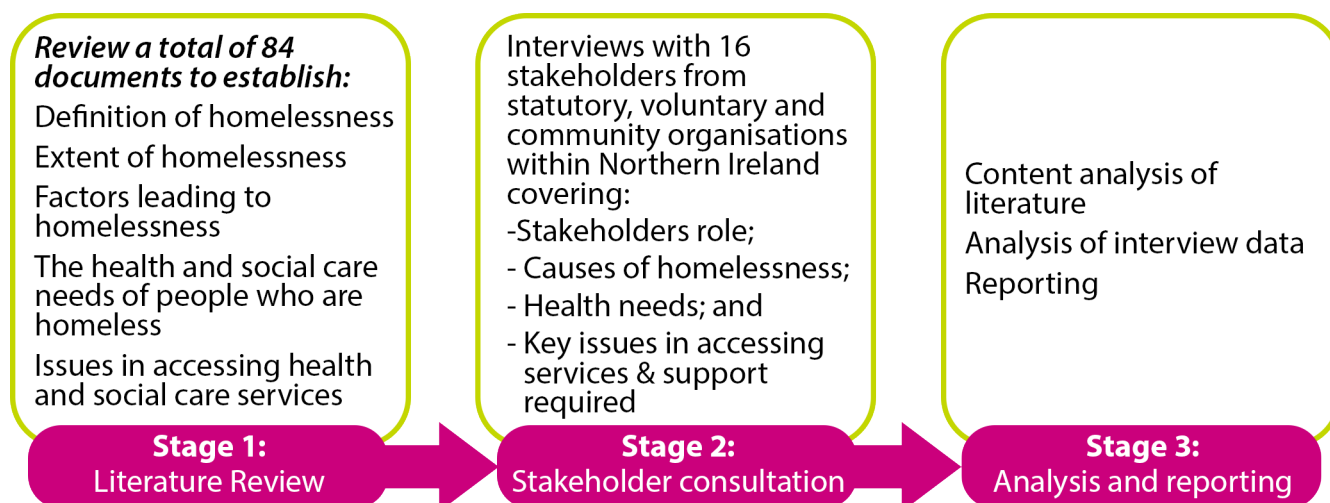 Review a total of 84
documents to establish:
Definition of homelessness
Extent of homelessness
Factors leading to
homelessness
The health and social care
needs of people who are
homeless
Issues in accessing health
and social care services
Stage 1:
Literature Review
Interviews with 16
stakeholders from
statutory, voluntary and
community organisations
within Northern Ireland
covering:
-Stakeholders role;
- Causes of homelessness;
- Health needs; and
- Key issues in accessing
services & support
required
Stage 2:
Stakeholder consultation
Content analysis of
literature
Analysis of interview data
Reporting
Stage 3:
Analysis and reporting